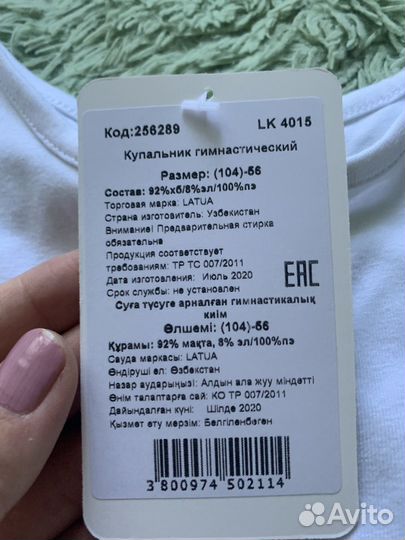 Код:256289 LK 4015
Купальник гимнастический
Размер: (104)-56
Состав: 92%хб/8%эл/100%пэ
Торговая марка: LATUA
Страна изготовитель: Узбекистан
Внимание! Предварительная стирка
обязательна
Продукция соответствует
требованиям: ТР ТС 007/2011
Дата изготовления: Июль 2020
Срок службы: не установлен
EAC
Суға түсуге арналған гимнастикалық
киім
Өлшемі: (104)-56
Құрамы: 92% мақта, 8% эл/100%пэ
Сауда маркасы: LATUA
Өндіруші ел: Өзбекстан
Назар аударыңызі: Алдын ала жуу міндетті
Өнім талаптарға сай: КО ТР 007/2011
Дайындалған күні: Шілде 2020
Қызмет ету мерзім: Белгіленбеген
3 800974 502114
Avito